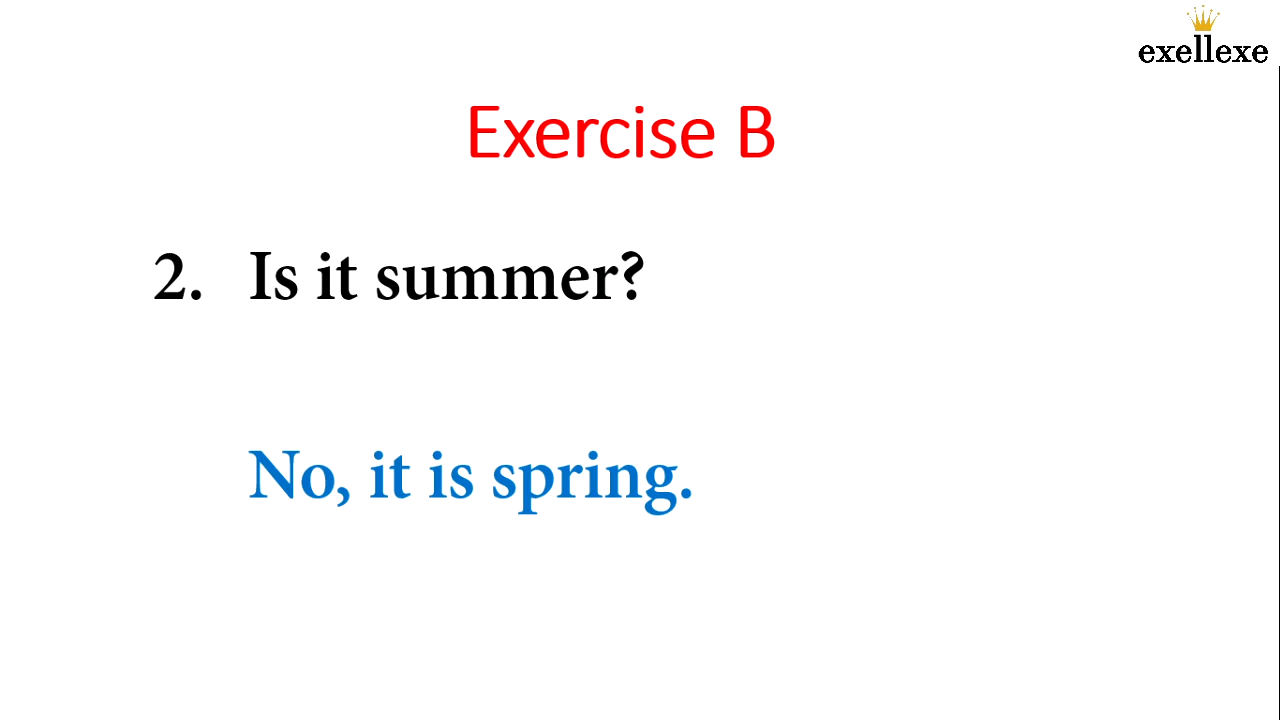 exellexe
Exercise B
2. Is it summer?
No, it is spring.